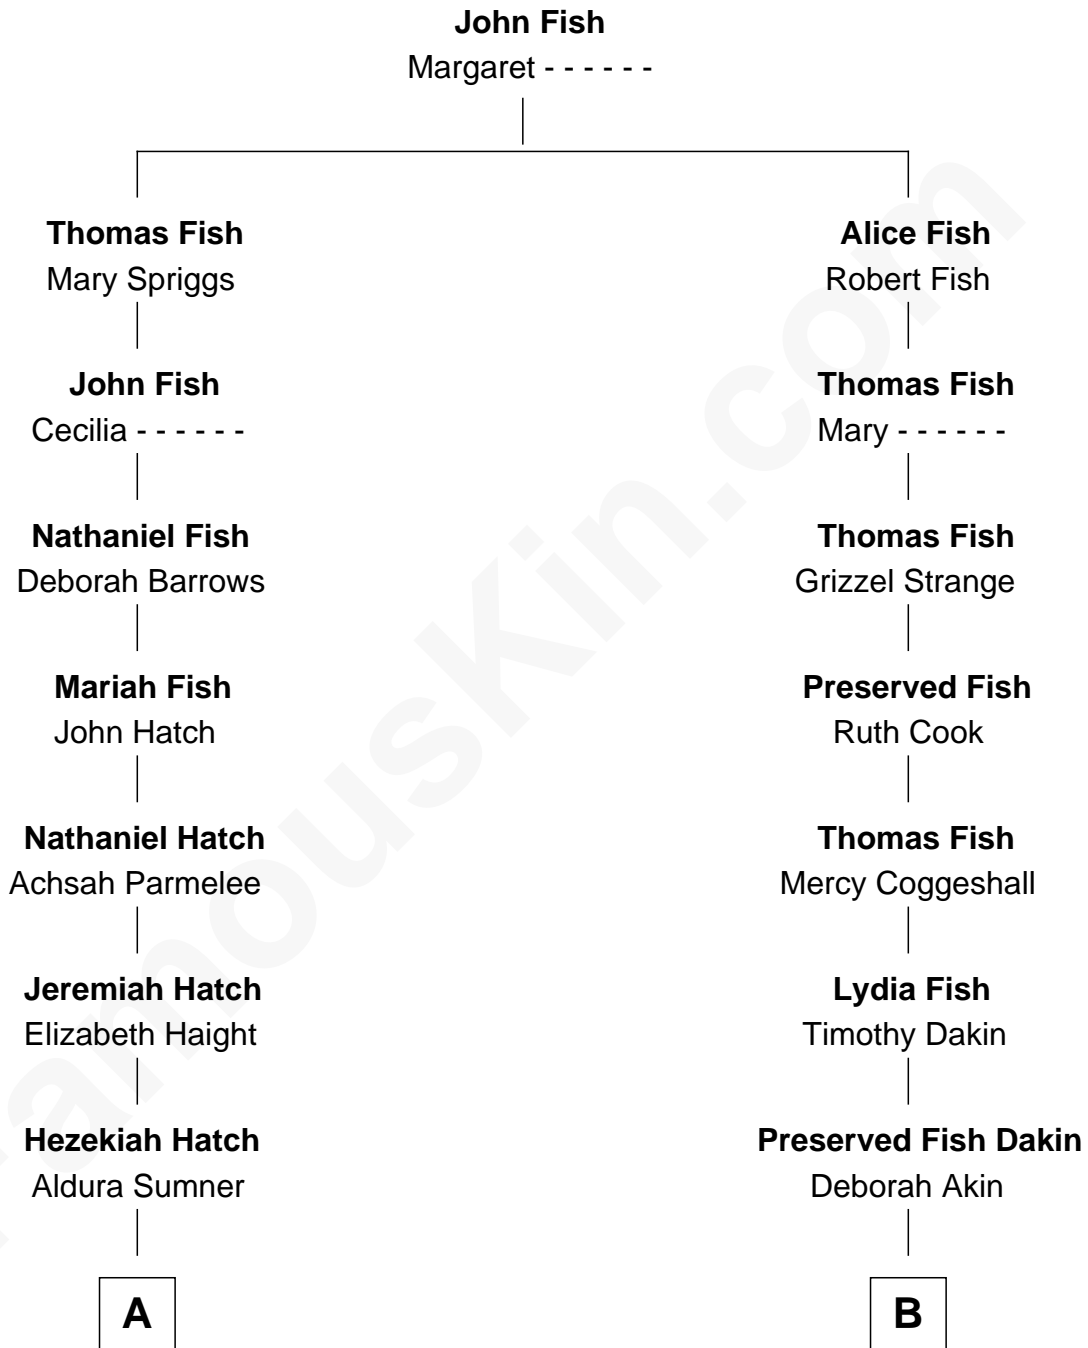 John Fish
Margaret - - - - - -
Thomas Fish
Mary Spriggs
Alice Fish
Robert Fish
John Fish
Cecilia - - - - - -
Thomas Fish
Mary - - - - - -
Nathaniel Fish
Deborah Barrows
Thomas Fish
Grizzel Strange
Mariah Fish
John Hatch
Preserved Fish
Ruth Cook
Nathaniel Hatch
Achsah Parmelee
Thomas Fish
Mercy Coggeshall
Jeremiah Hatch
Elizabeth Haight
Lydia Fish
Timothy Dakin
Hezekiah Hatch
Aldura Sumner
Preserved Fish Dakin
Deborah Akin
A
B
FamousKin.com